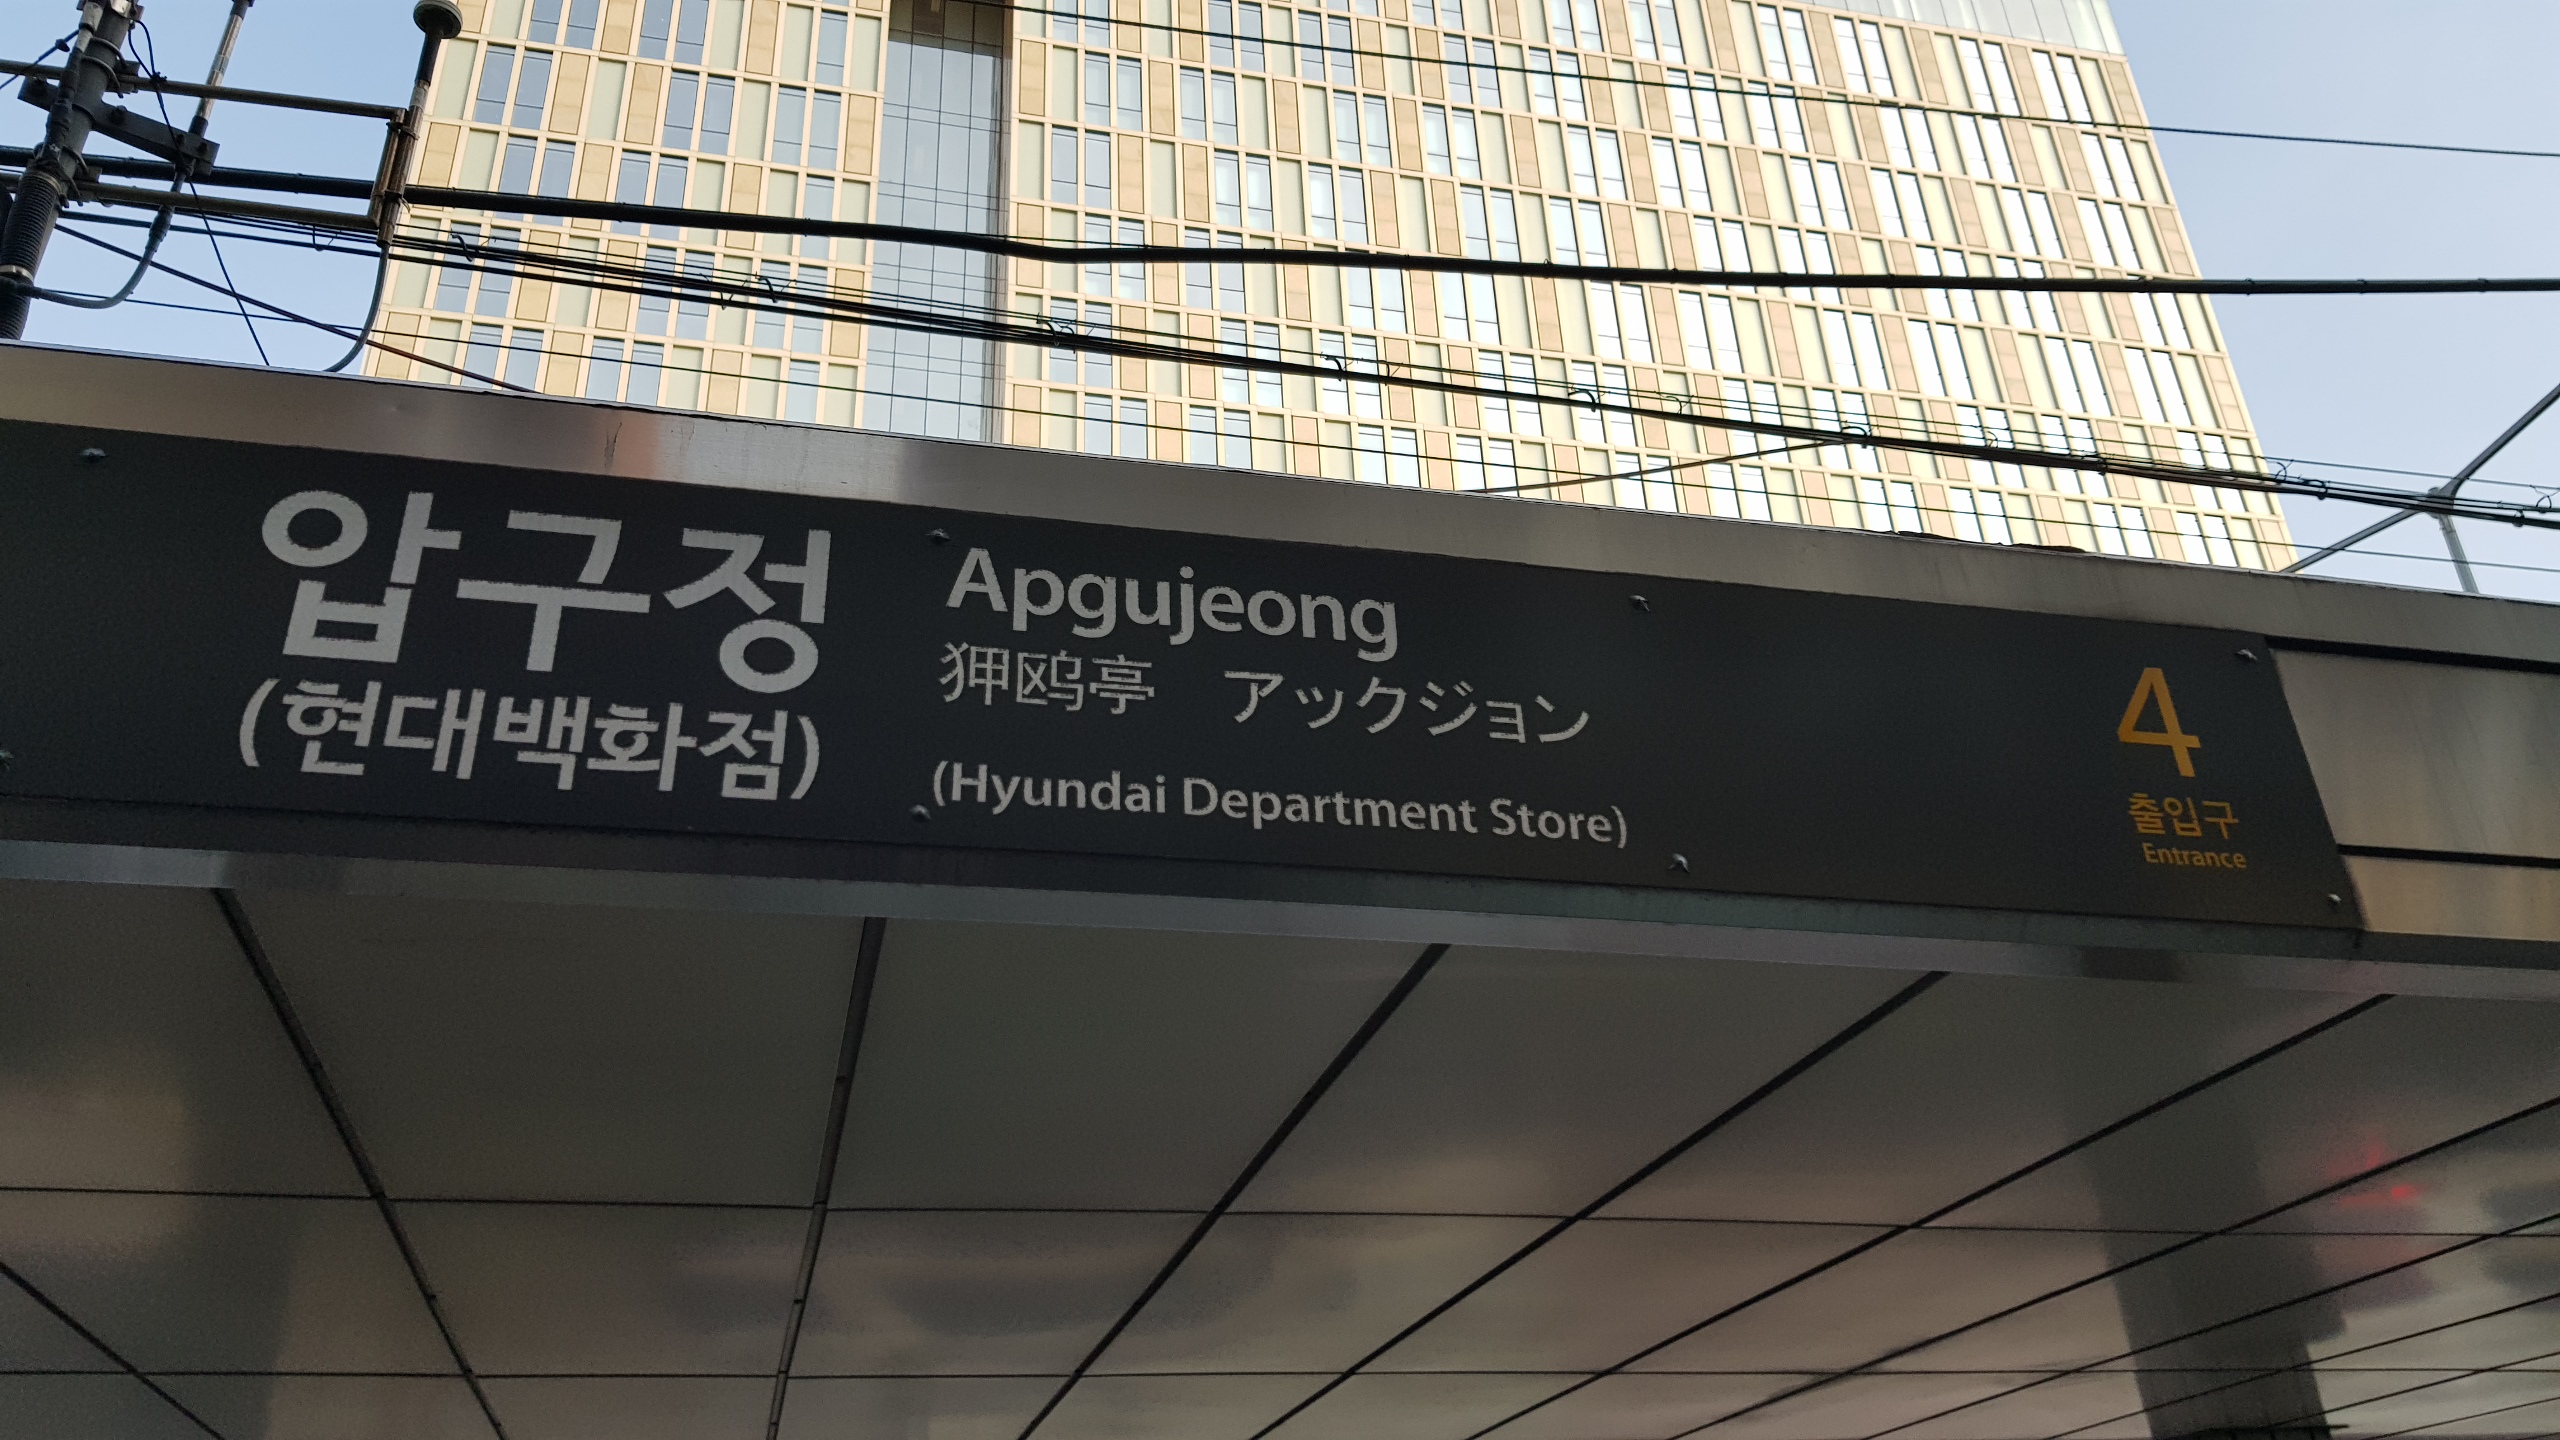 압구정
(현대백화점)
Apgujeong
狎鸥亭 アックジョン
(Hyundai Department Store)
4
출입구
Entrance